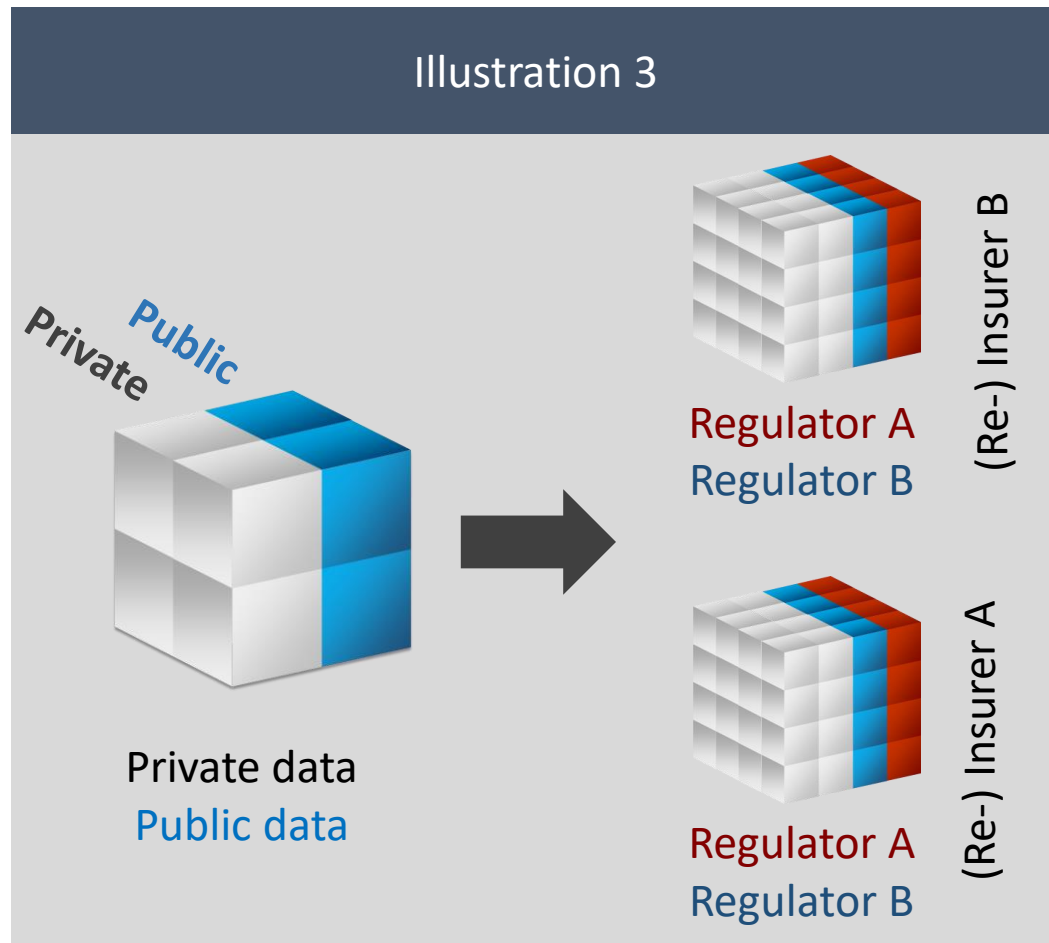 Illustration 3
Private
Public
Private data
Public data
Regulator A
Regulator B
(Re-) Insurer B
Regulator A
Regulator B
(Re-) Insurer A